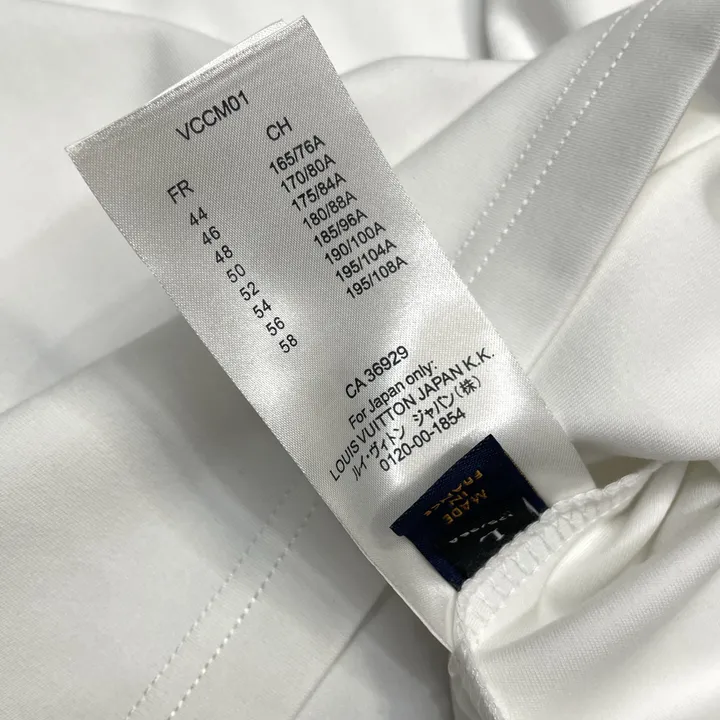 VCCM01
FR CH
44 165/76A
46 170/80A
48 175/84A
50 180/88A
52 185/96A
54 190/100A
56 195/104A
58 195/108A
CA 36929
For Japan only:
LOUIS VUITTON JAPAN K.K.
ルイ・ヴィトン ジャパン(株)
0120-00-1854
MADE
IN
FRANCE
L